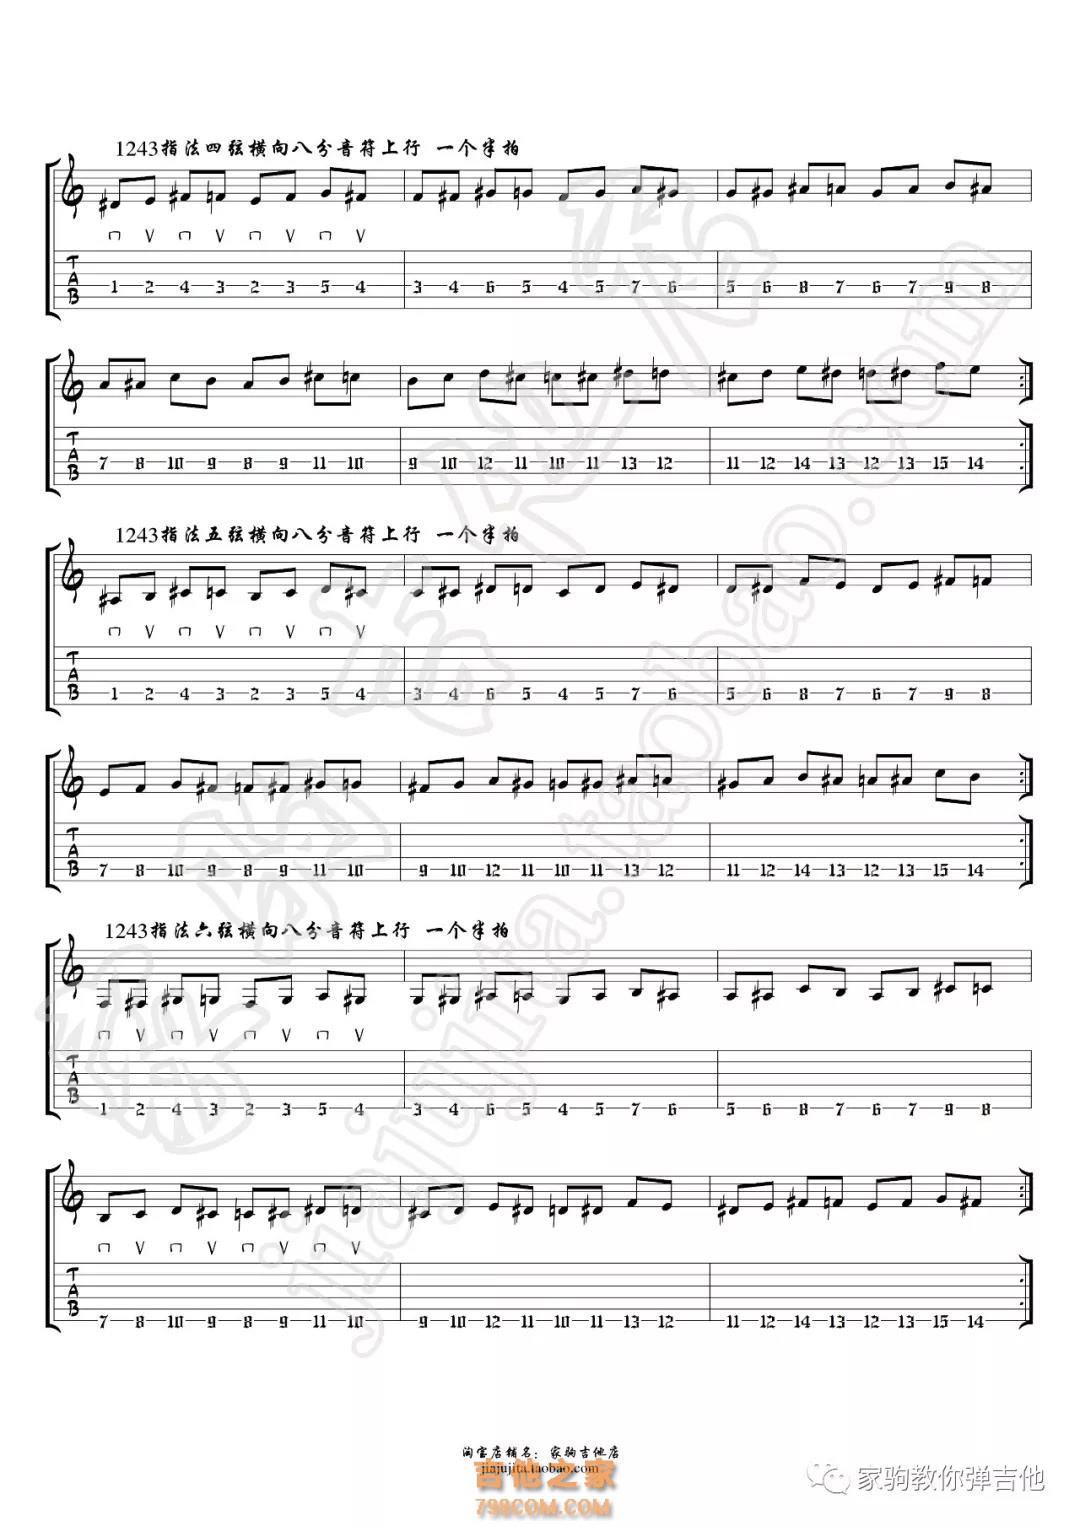 1243指法四弦横向八分音符上行 一个半拍
T
A
B
1 2 4 3 2 3 5 4 3 4 6 5 4 5 7 6 5 6 8 7 6 7 9 8
T
A
B
7 8 10 9 8 9 11 10 9 10 12 11 10 11 13 12 11 12 14 13 12 13 15 14
1243指法五弦横向八分音符上行 一个半拍
T
A
B
1 2 4 3 2 3 5 4 3 4 6 5 4 5 7 6 5 6 8 7 6 7 9 8
T
A
B
7 8 10 9 8 9 11 10 9 10 12 11 10 11 13 12 11 12 14 13 12 13 15 14
1243指法六弦横向八分音符上行 一个半拍
T
A
B
1 2 4 3 2 3 5 4 3 4 6 5 4 5 7 6 5 6 8 7 6 7 9 8
T
A
B
7 8 10 9 8 9 11 10 9 10 12 11 10 11 13 12 11 12 14 13 12 13 15 14
jiajujita.taobao.com
淘宝店铺名：家驹吉他店
jiajujita.taobao.com
吉他之家
798COM.COM
家驹教你弹吉他